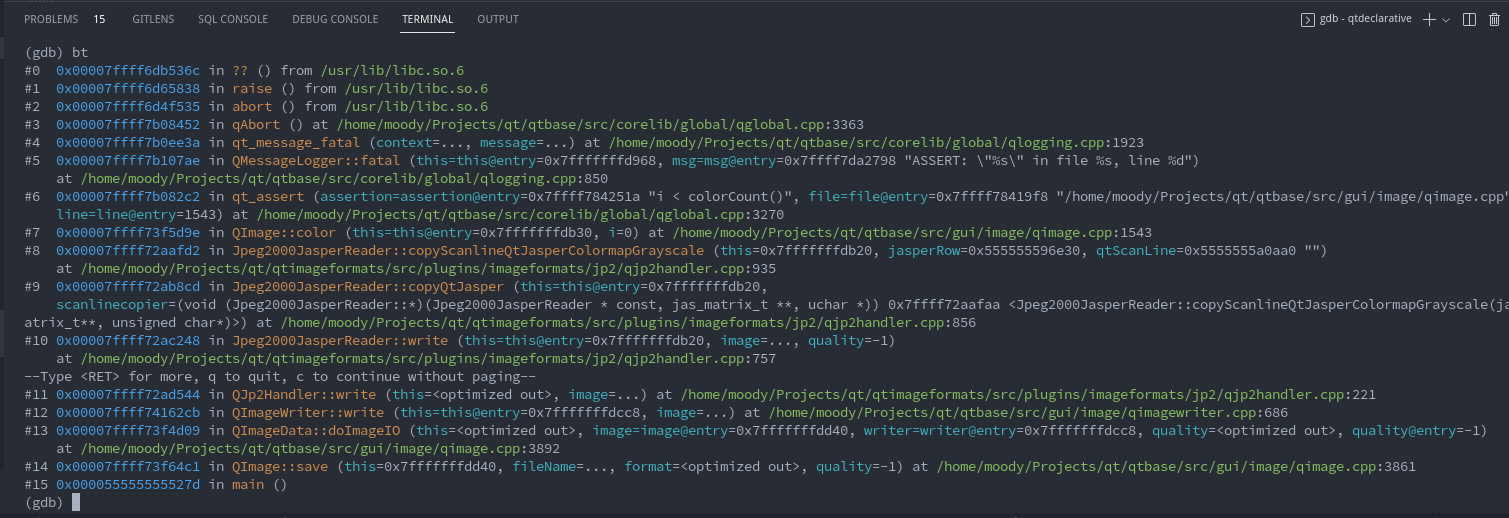 PROBLEMS 15 GITLENS SQL CONSOLE DEBUG CONSOLE TERMINAL OUTPUT gdb - qtdeclarative
(gdb) bt
#0 0x00007ffff6db536c in ?? () from /usr/lib/libc.so.6
#1 0x00007ffff6d65838 in raise () from /usr/lib/libc.so.6
#2 0x00007ffff6d4f535 in abort () from /usr/lib/libc.so.6
#3 0x00007ffff7b08452 in qAbort () at /home/moody/Projects/qt/qtbase/src/corelib/global/qglobal.cpp:3363
#4 0x00007ffff7b0ee3a in qt_message_fatal (context=..., message=...) at /home/moody/Projects/qt/qtbase/src/corelib/global/qlogging.cpp:1923
#5 0x00007ffff7b107ae in QMessageLogger::fatal (this=this@entry=0x7fffffffd968, msg=msg@entry=0x7ffff7da2798 "ASSERT: \"%s\" in file %s, line %d")
at /home/moody/Projects/qt/qtbase/src/corelib/global/qlogging.cpp:850
#6 0x00007ffff7b082c2 in qt_assert (assertion=assertion@entry=0x7ffff784251a "i < colorCount()", file=file@entry=0x7ffff78419f8 "/home/moody/Projects/qt/qtbase/src/gui/image/qimage.cpp"
line=line@entry=1543) at /home/moody/Projects/qt/qtbase/src/corelib/global/qglobal.cpp:3270
#7 0x00007ffff73f5d9e in QImage::color (this=this@entry=0x7fffffffdb30, i=0) at /home/moody/Projects/qt/qtbase/src/gui/image/qimage.cpp:1543
#8 0x00007ffff72aafd2 in Jpeg2000JasperReader::copyScanlineQtJasperColormapGrayscale (this=0x7fffffffdb20, jasperRow=0x555555596e30, qtScanLine=0x5555555a0aa0 "")
at /home/moody/Projects/qt/qtimageformats/src/plugins/imageformats/jp2/qjp2handler.cpp:935
#9 0x00007ffff72ab8cd in Jpeg2000JasperReader::copyQtJasper (this=this@entry=0x7fffffffdb20,
scanlinecopier=(void (Jpeg2000JasperReader::*)(Jpeg2000JasperReader * const, jas_matrix_t **, uchar *)) 0x7ffff72aafaa <Jpeg2000JasperReader::copyScanlineQtJasperColormapGrayscale(ja
atrix_t**, unsigned char*)>) at /home/moody/Projects/qt/qtimageformats/src/plugins/imageformats/jp2/qjp2handler.cpp:856
#10 0x00007ffff72ac248 in Jpeg2000JasperReader::write (this=this@entry=0x7fffffffdb20, image=..., quality=-1)
at /home/moody/Projects/qt/qtimageformats/src/plugins/imageformats/jp2/qjp2handler.cpp:757
--Type <RET> for more, q to quit, c to continue without paging--
#11 0x00007ffff72ad544 in QJp2Handler::write (this=<optimized out>, image=...) at /home/moody/Projects/qt/qtimageformats/src/plugins/imageformats/jp2/qjp2handler.cpp:221
#12 0x00007ffff74162cb in QImageWriter::write (this=this@entry=0x7fffffffdcc8, image=...) at /home/moody/Projects/qt/qtbase/src/gui/image/qimagewriter.cpp:686
#13 0x00007ffff73f4d09 in QImageData::doImageIO (this=<optimized out>, image=image@entry=0x7fffffffdd40, writer=writer@entry=0x7fffffffdcc8, quality=<optimized out>, quality@entry=-1)
at /home/moody/Projects/qt/qtbase/src/gui/image/qimage.cpp:3892
#14 0x00007ffff73f64c1 in QImage::save (this=0x7fffffffdd40, fileName=..., format=<optimized out>, quality=-1) at /home/moody/Projects/qt/qtbase/src/gui/image/qimage.cpp:3861
#15 0x000055555555527d in main ()
(gdb)